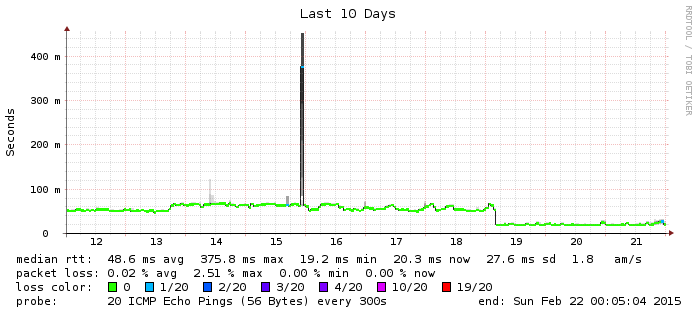 Last 10 Days
RRDTOOL / TOBI OETIKER
Seconds
400 m
300 m
200 m
100 m
0
12 13 14 15 16 17 18 19 20 21
median rtt: 48.6 ms avg 375.8 ms max 19.2 ms min 20.3 ms now 27.6 ms sd 1.8 am/s
packet loss: 0.02 % avg 2.51 % max 0.00 % min 0.00 % now
loss color: 0 1/20 2/20 3/20 4/20 10/20 19/20
probe: 20 ICMP Echo Pings (56 Bytes) every 300s end: Sun Feb 22 00:05:04 2015